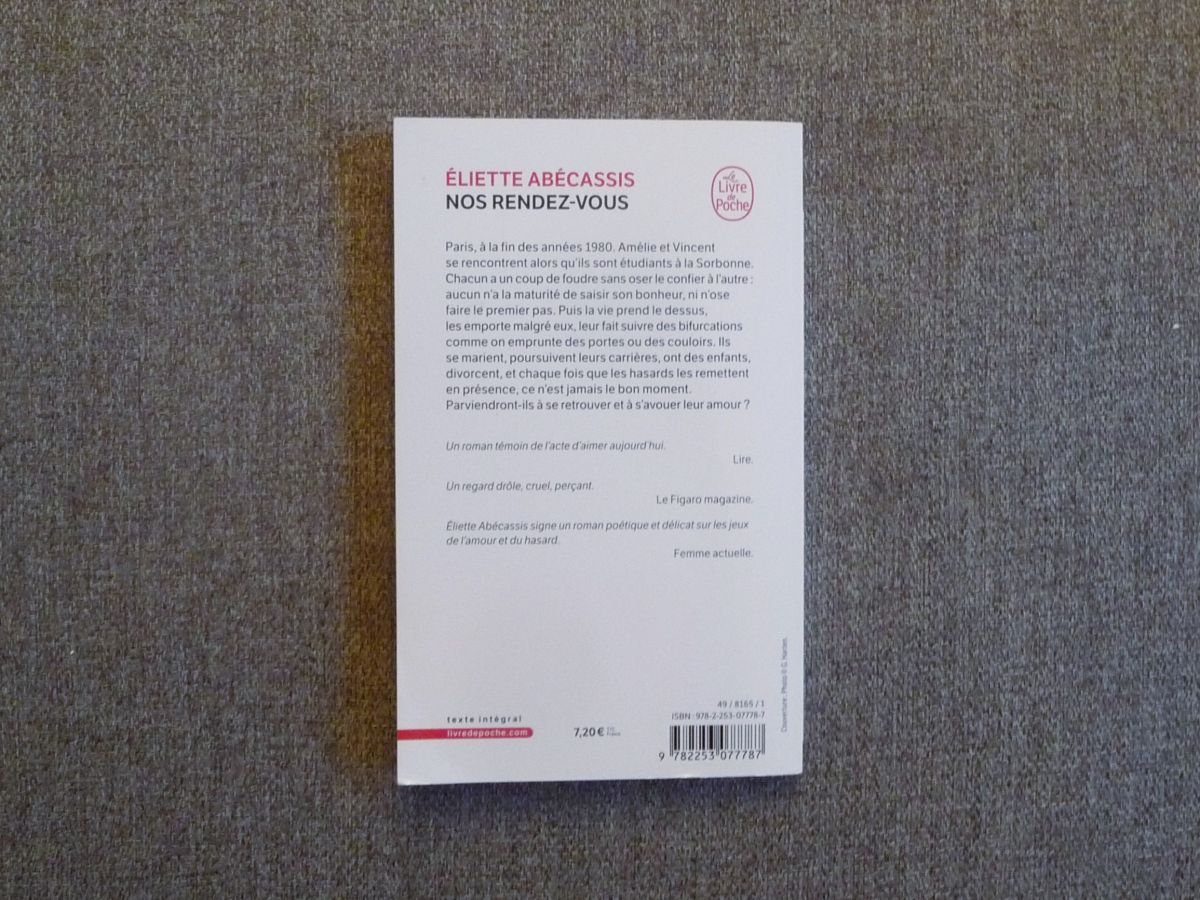 ÉLIETTE ABÉCASSIS
NOS RENDEZ-VOUS
Le
Livre
de
Poche
Paris, à la fin des années 1980. Amélie et Vincent
se rencontrent alors qu'ils sont étudiants à la Sorbonne.
Chacun a un coup de foudre sans oser le confier à l'autre :
aucun n'a la maturité de saisir son bonheur, ni n'ose
faire le premier pas. Puis la vie prend le dessus,
les emporte malgré eux, leur fait suivre des bifurcations
comme on emprunte des portes ou des couloirs. Ils
se marient, poursuivent leurs carrières, ont des enfants,
divorcent, et chaque fois que les hasards les remettent
en présence, ce n'est jamais le bon moment.
Parviendront-ils à se retrouver et à s'avouer leur amour ?
Un roman témoin de l'acte d'aimer aujourd'hui.
Lire.
Un regard drôle, cruel, perçant.
Le Figaro magazine.
Éliette Abécassis signe un roman poétique et délicat sur les jeux
de l'amour et du hasard.
Femme actuelle.
Couverture : Photo © G. Harten.
texte intégral
livredepoche.com
7,20 €
France
49 / 8165 / 1
ISBN : 978-2-253-07778-7
9 782253 077787